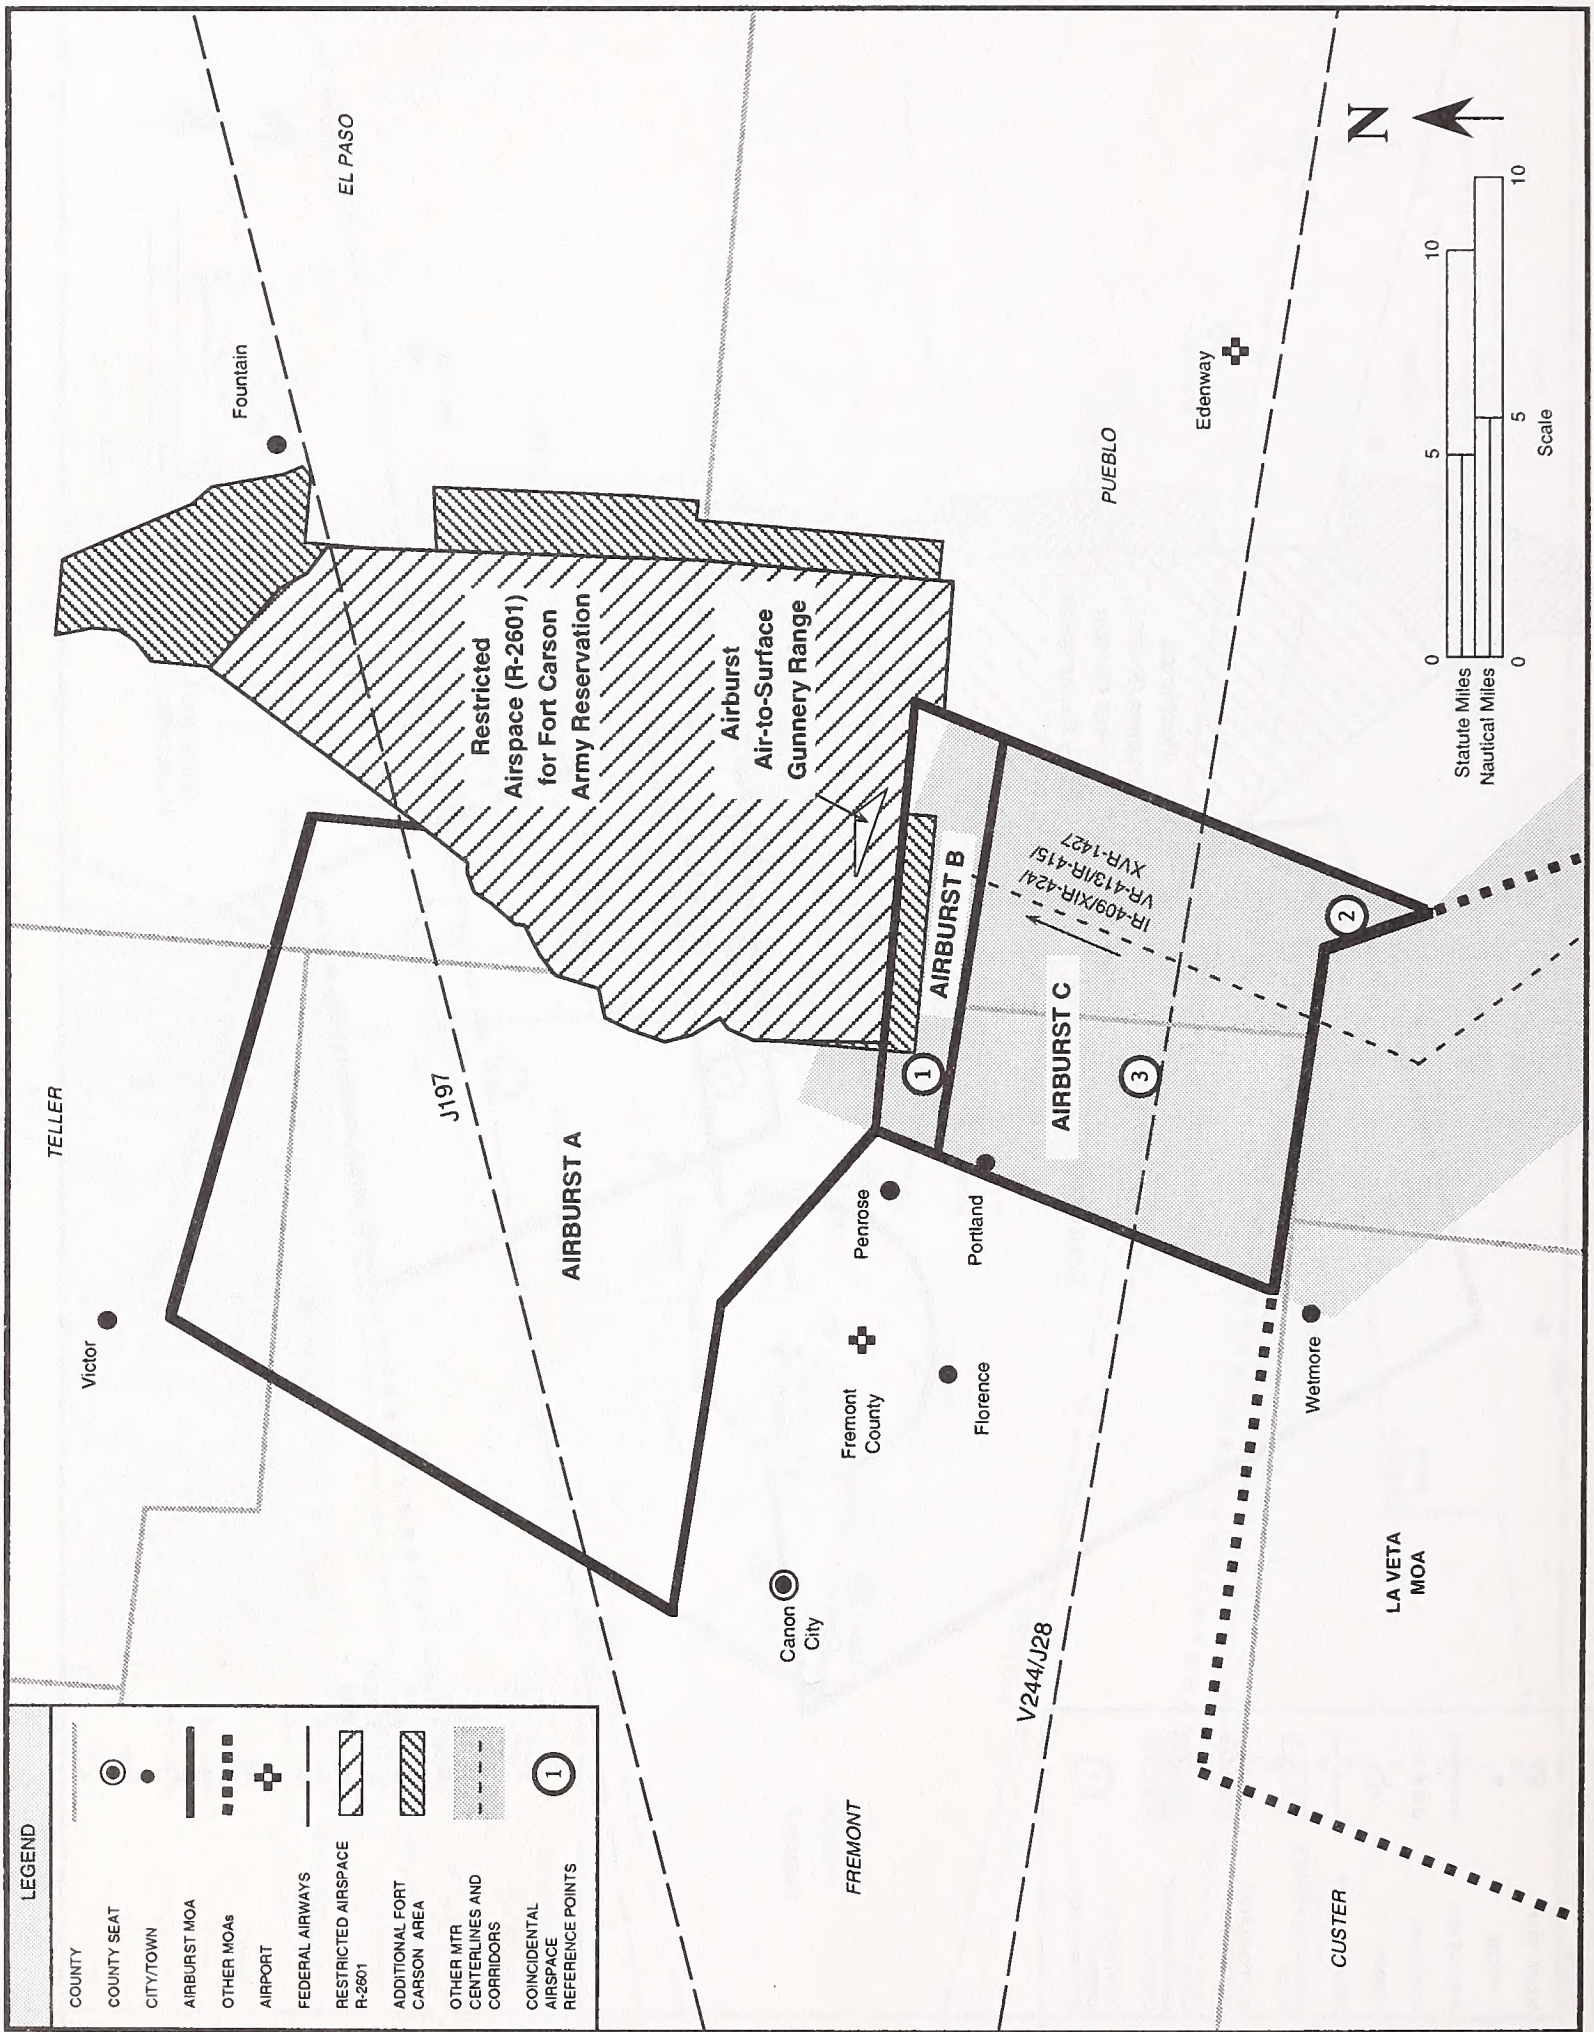 LEGEND
COUNTY
COUNTY SEAT
CITY/TOWN
AIRBURST MOA
OTHER MOAs
AIRPORT
FEDERAL AIRWAYS
RESTRICTED AIRSPACE
R-2601
ADDITIONAL FORT
CARSON AREA
OTHER MTR
CENTERLINES AND
CORRIDORS
COINCIDENTAL
AIRSPACE
REFERENCE POINTS
1
TELLER
Victor
J197
AIRBURST A
Fountain
EL PASO
Restricted
Airspace (R-2601)
for Fort Carson
Army Reservation
Airburst
Air-to-Surface
Gunnery Range
Canon
City
Fremont
County
Florence
Penrose
Portland
1
AIRBURST B
AIRBURST C
IR-409/XIR-424/
VR-413/IR-415/
XVR-1427
3
2
FREMONT
V244/J28
PUEBLO
Edenway
Wetmore
CUSTER
LA VETA
MOA
N
0
5
10
Statute Miles
Nautical Miles
0
5
10
Scale